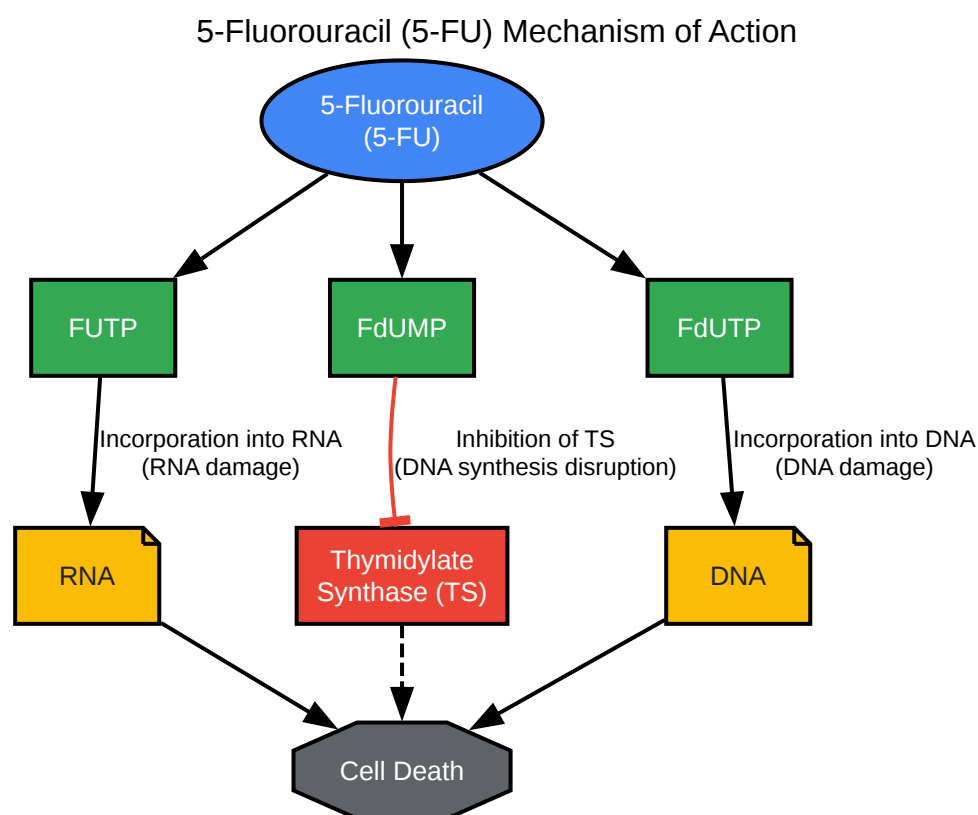 5-Fluorouracil (5-FU) Mechanism of Action
5-Fluorouracil
(5-FU)
FUTP
FdUMP
FdUTP
Incorporation into RNA
(RNA damage)
Inhibition of TS
(DNA synthesis disruption)
Incorporation into DNA
(DNA damage)
RNA
Thymidylate
Synthase (TS)
DNA
Cell Death